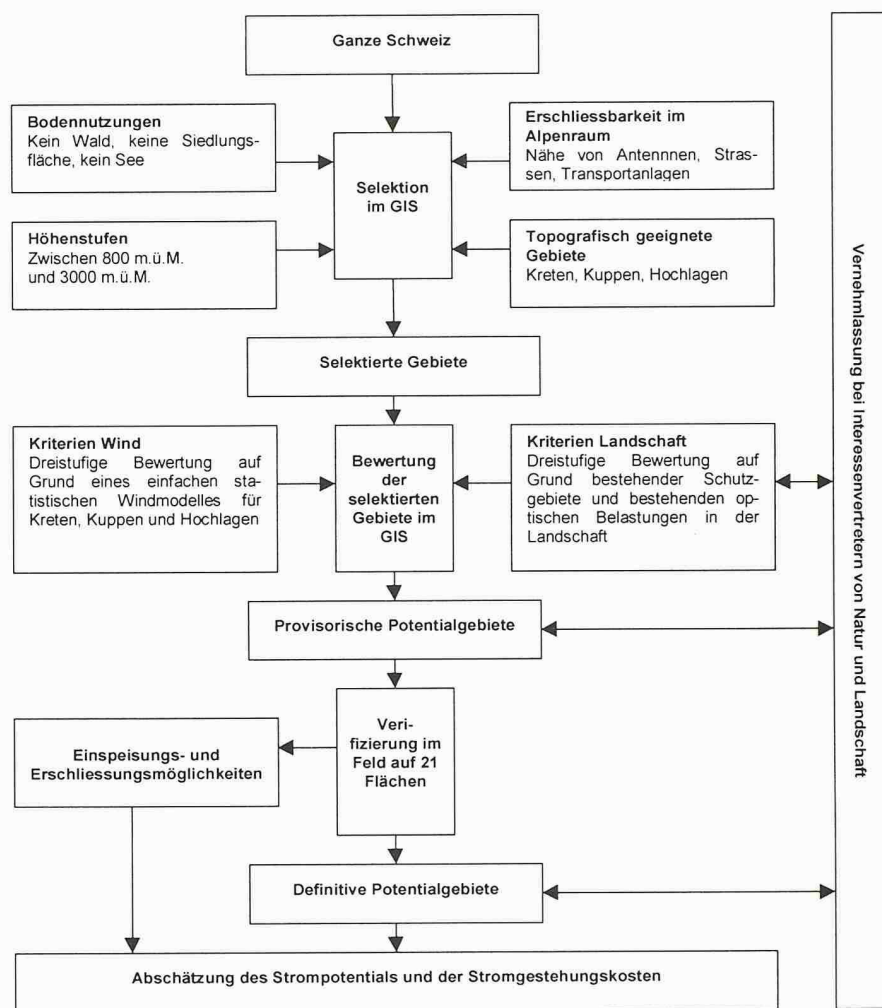 Ganze Schweiz
Bodennutzungen
Kein Wald, keine Siedlungs-
fläche, kein See
Erschliessbarkeit im
Alpenraum
Nähe von Antennnen, Stras-
sen, Transportanlagen
Selektion
im GIS
Höhenstufen
Zwischen 800 m.ü.M.
und 3000 m.ü.M.
Topografisch geeignete
Gebiete
Kreten, Kuppen, Hochlagen
Selektierte Gebiete
Kriterien Wind
Dreistufige Bewertung auf
Grund eines einfachen sta-
tistischen Windmodelles für
Kreten, Kuppen und Hochlagen
Bewertung
der
selektierten
Gebiete im
GIS
Kriterien Landschaft
Dreistufige Bewertung auf
Grund bestehender Schutz-
gebiete und bestehenden op-
tischen Belastungen in der
Landschaft
Provisorische Potentialgebiete
Veri-
fizierung im
Feld auf 21
Flächen
Einspeisungs- und
Erschliessungsmöglichkeiten
Definitive Potentialgebiete
Abschätzung des Strompotentials und der Stromgestehungskosten
Vernehmlassung bei Interessenvertretern von Natur und Landschaft